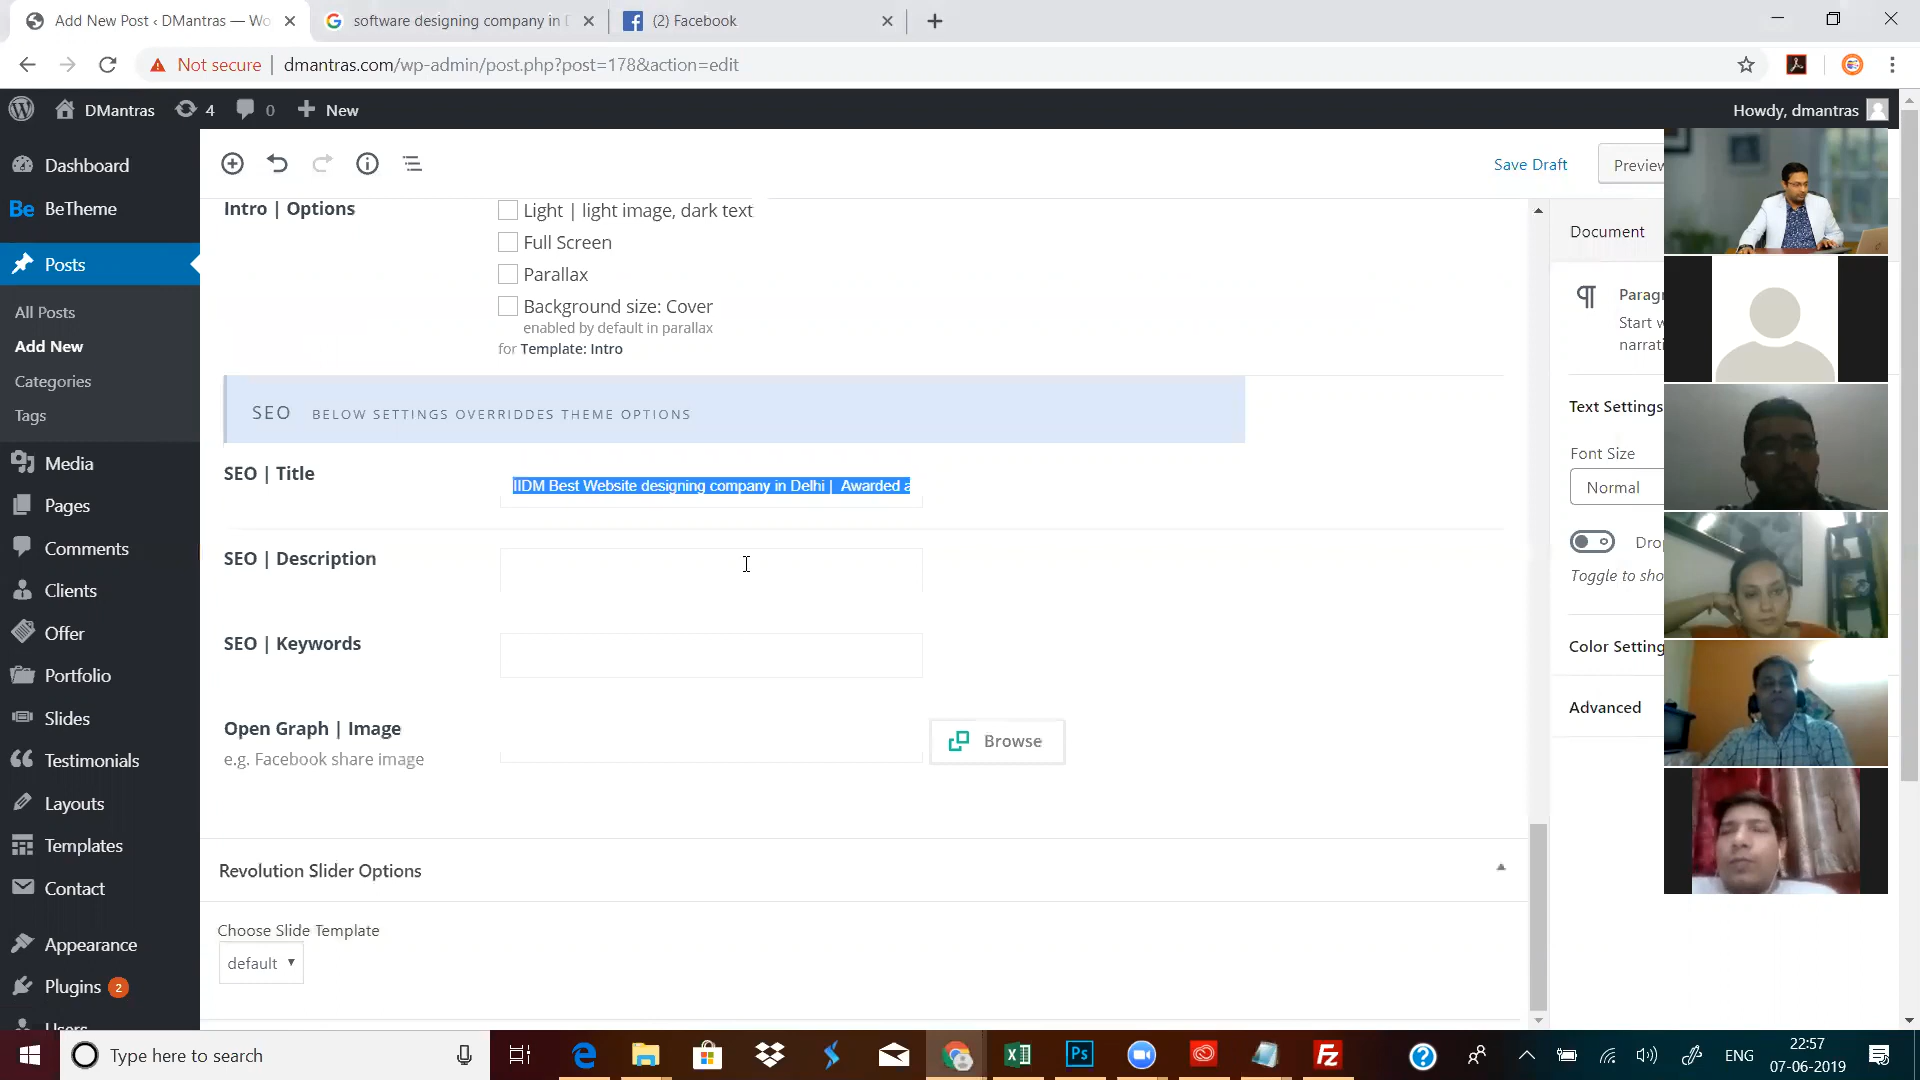 Add New Post ‹ DMantras — Wo
software designing company in
(2) Facebook
Not secure
dmantras.com/wp-admin/post.php?post=178&action=edit
DMantras
4
0
New
Howdy, dmantras
Dashboard
BeTheme
Posts
All Posts
Add New
Categories
Tags
Media
Pages
Comments
Clients
Offer
Portfolio
Slides
Testimonials
Layouts
Templates
Contact
Appearance
Plugins 2
Users
Save Draft
Preview
Intro | Options
Light | light image, dark text
Full Screen
Parallax
Background size: Cover
enabled by default in parallax
for Template: Intro
SEO BELOW SETTINGS OVERRIDDES THEME OPTIONS
SEO | Title
IIDM Best Website designing company in Delhi | Awarded a
SEO | Description
SEO | Keywords
Open Graph | Image
e.g. Facebook share image
Browse
Revolution Slider Options
Choose Slide Template
default
Document
Paragr
Start w
narrati
Text Settings
Font Size
Normal
Drop
Toggle to sho
Color Setting
Advanced
Type here to search
Ps
Fz
ENG
22:57
07-06-2019